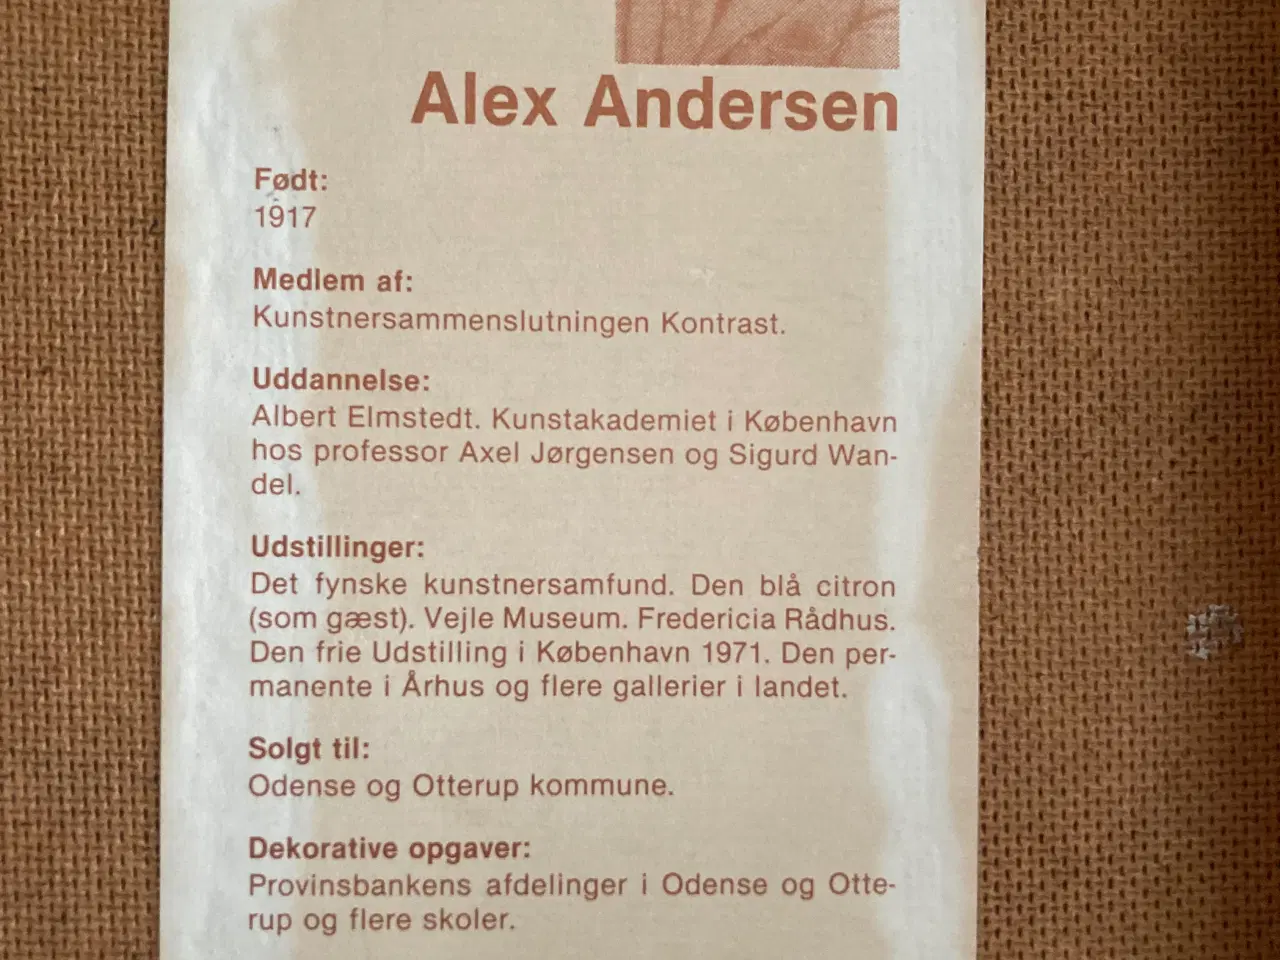 Alex Andersen
Født:
1917
Medlem af:
Kunstnersammenslutningen Kontrast.
Uddannelse:
Albert Elmstedt. Kunstakademiet i København
hos professor Axel Jørgensen og Sigurd Wan-
del.
Udstillinger:
Det fynske kunstnersamfund. Den blå citron
(som gæst). Vejle Museum. Fredericia Rådhus.
Den frie Udstilling i København 1971. Den per-
manente i Århus og flere gallerier i landet.
Solgt til:
Odense og Otterup kommune.
Dekorative opgaver:
Provinsbankens afdelinger i Odense og Otte-
rup og flere skoler.